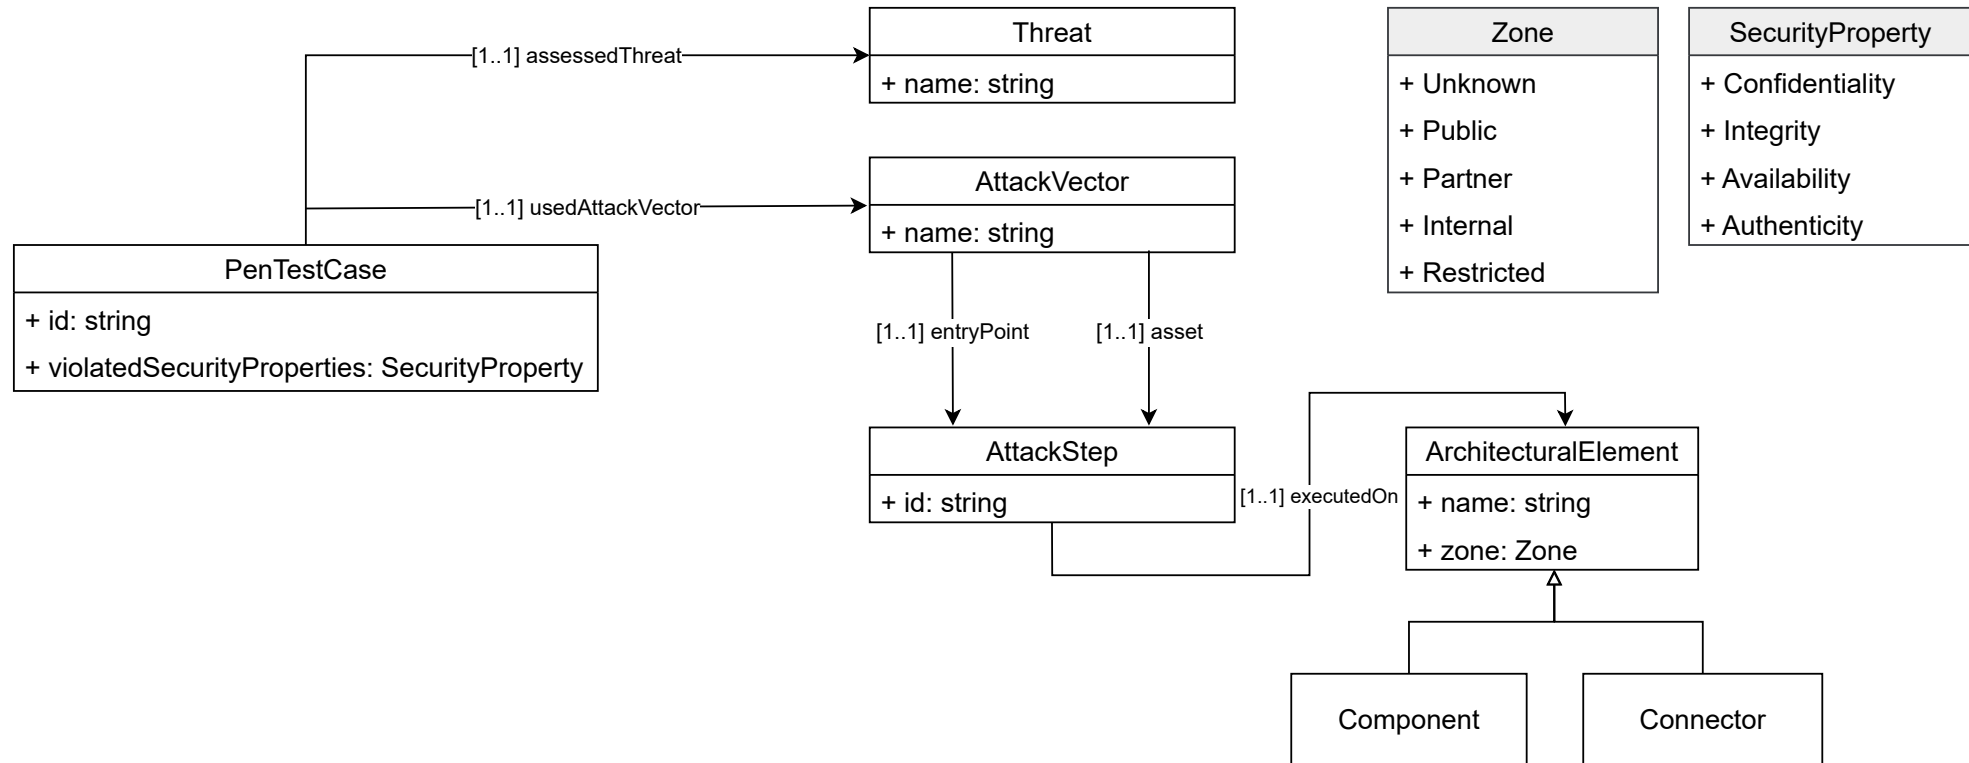 Threat
+ name: string
[1..1] assessedThreat
Zone
+ Unknown
+ Public
+ Partner
+ Internal
+ Restricted
SecurityProperty
+ Confidentiality
+ Integrity
+ Availability
+ Authenticity
AttackVector
+ name: string
[1..1] usedAttackVector
PenTestCase
+ id: string
+ violatedSecurityProperties: SecurityProperty
[1..1] entryPoint
[1..1] asset
AttackStep
+ id: string
[1..1] executedOn
ArchitecturalElement
+ name: string
+ zone: Zone
Component
Connector